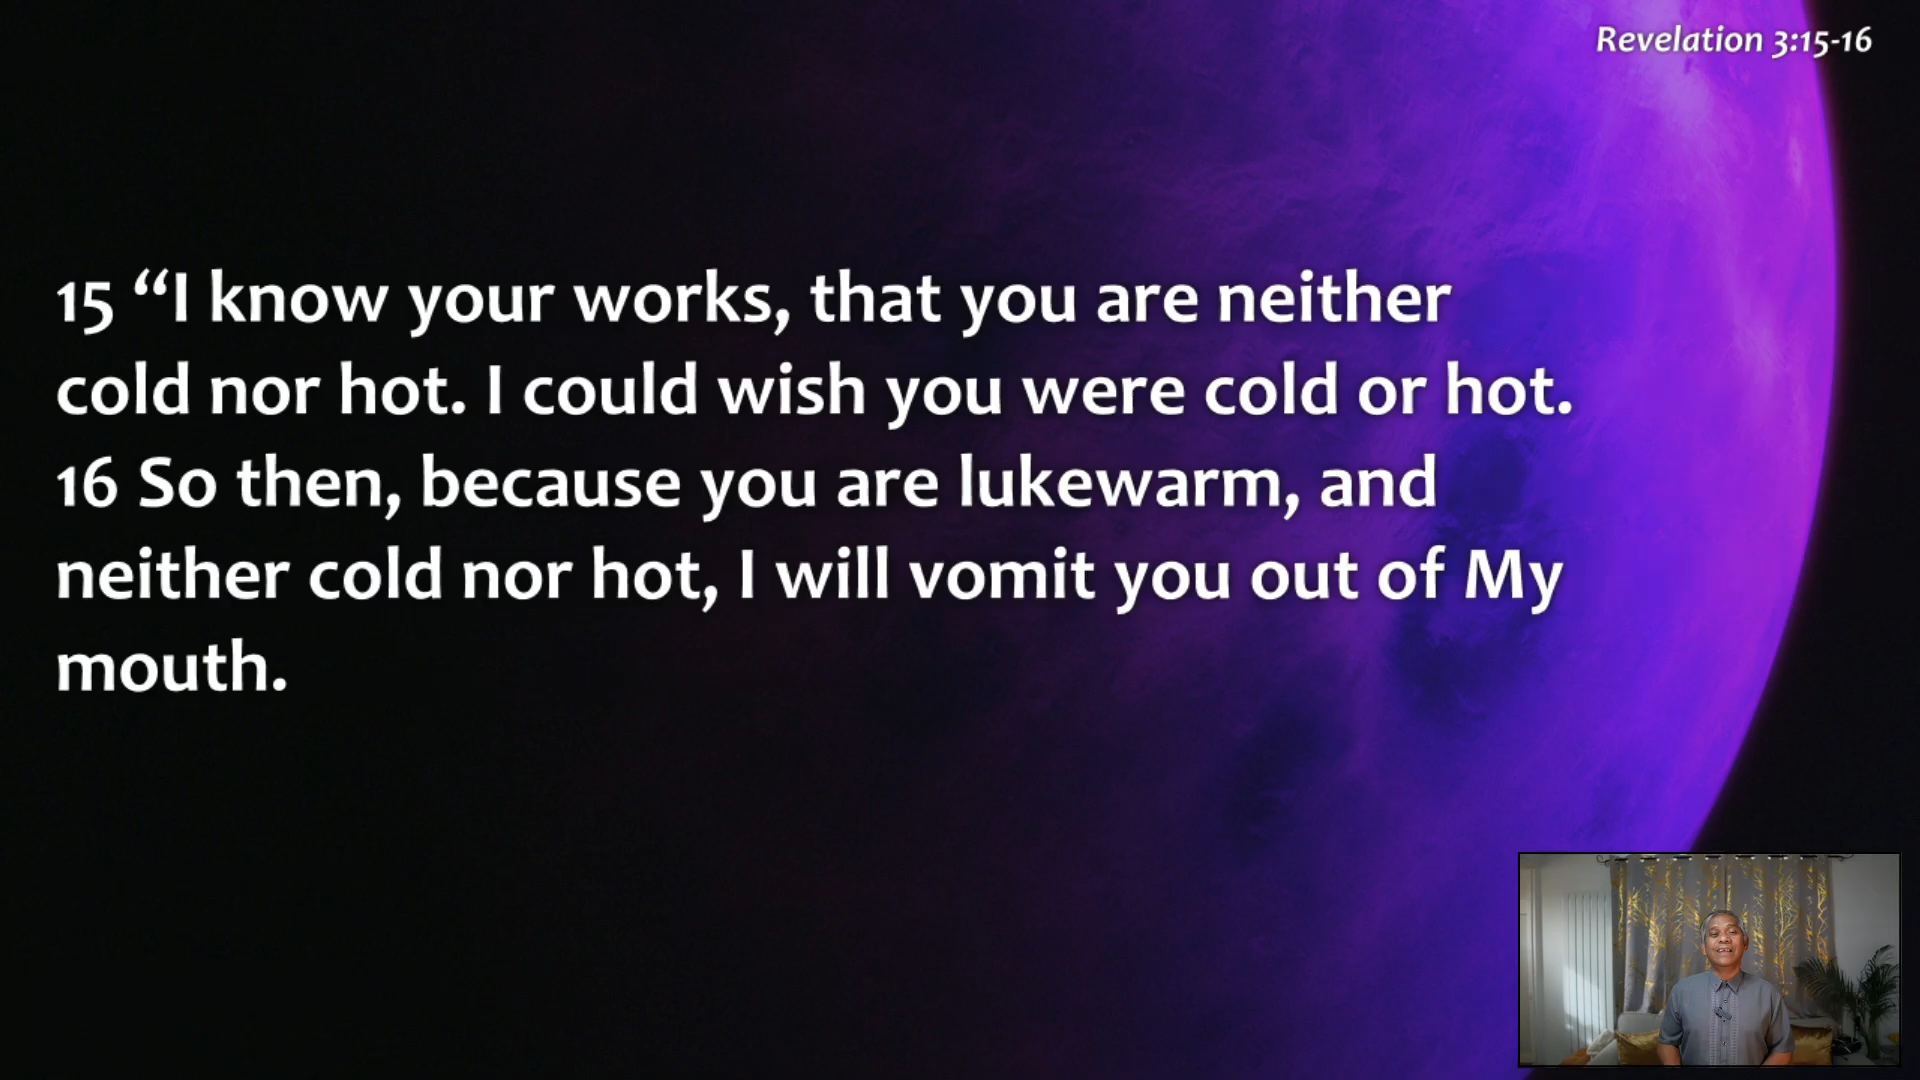 Revelation 3:15-16
15 “I know your works, that you are neither
cold nor hot. I could wish you were cold or hot.
16 So then, because you are lukewarm, and
neither cold nor hot, I will vomit you out of My
mouth.